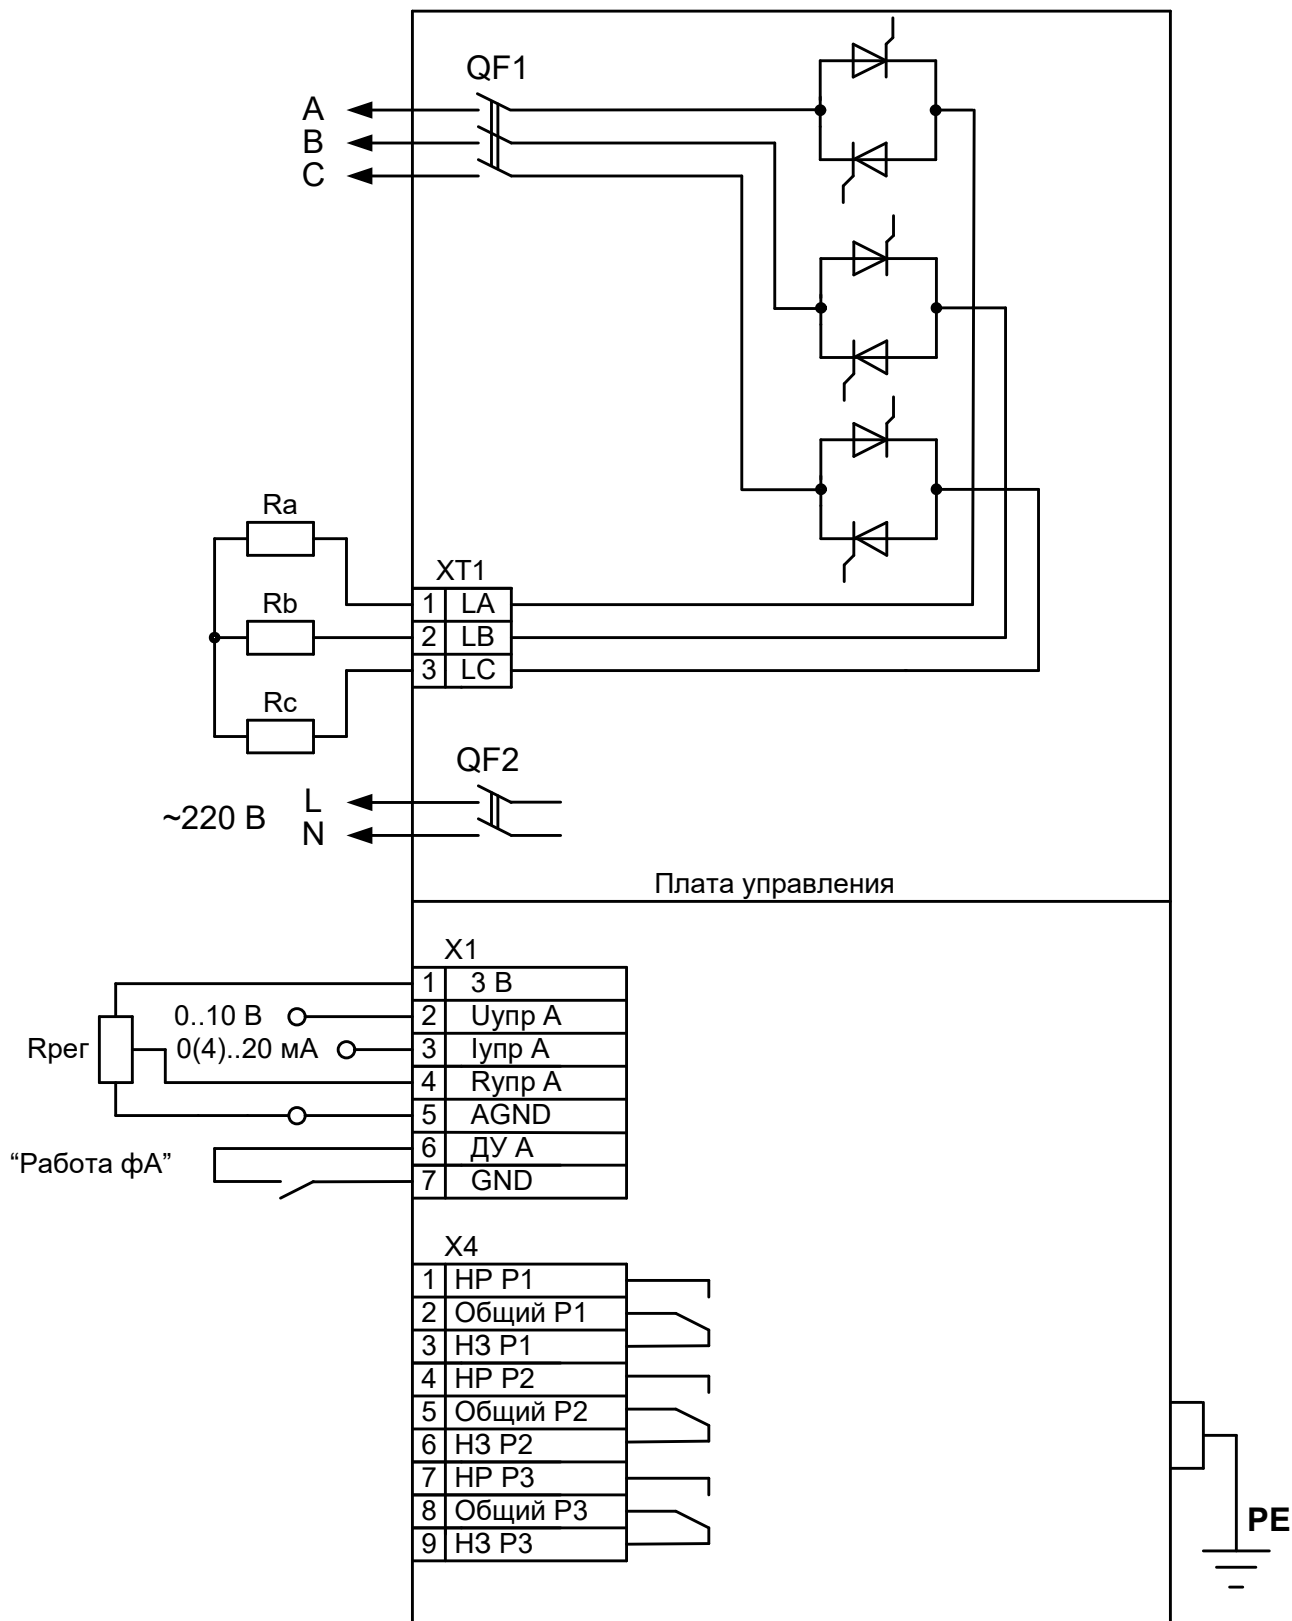 QF1
A
B
C
Ra
XT1
1 LA
Rb
2 LB
3 LC
Rc
QF2
~220 В
L
N
Плата управления
X1
1 3 В
0..10 В 2 Uупр А
Rрег 0(4)..20 мА 3 Iупр А
4 Rупр А
5 AGND
6 ДУ А
“Работа фА”
7 GND
X4
1 НР Р1
2 Общий Р1
3 НЗ Р1
4 НР Р2
5 Общий Р2
6 НЗ Р2
7 НР Р3
8 Общий Р3
9 НЗ Р3
PE